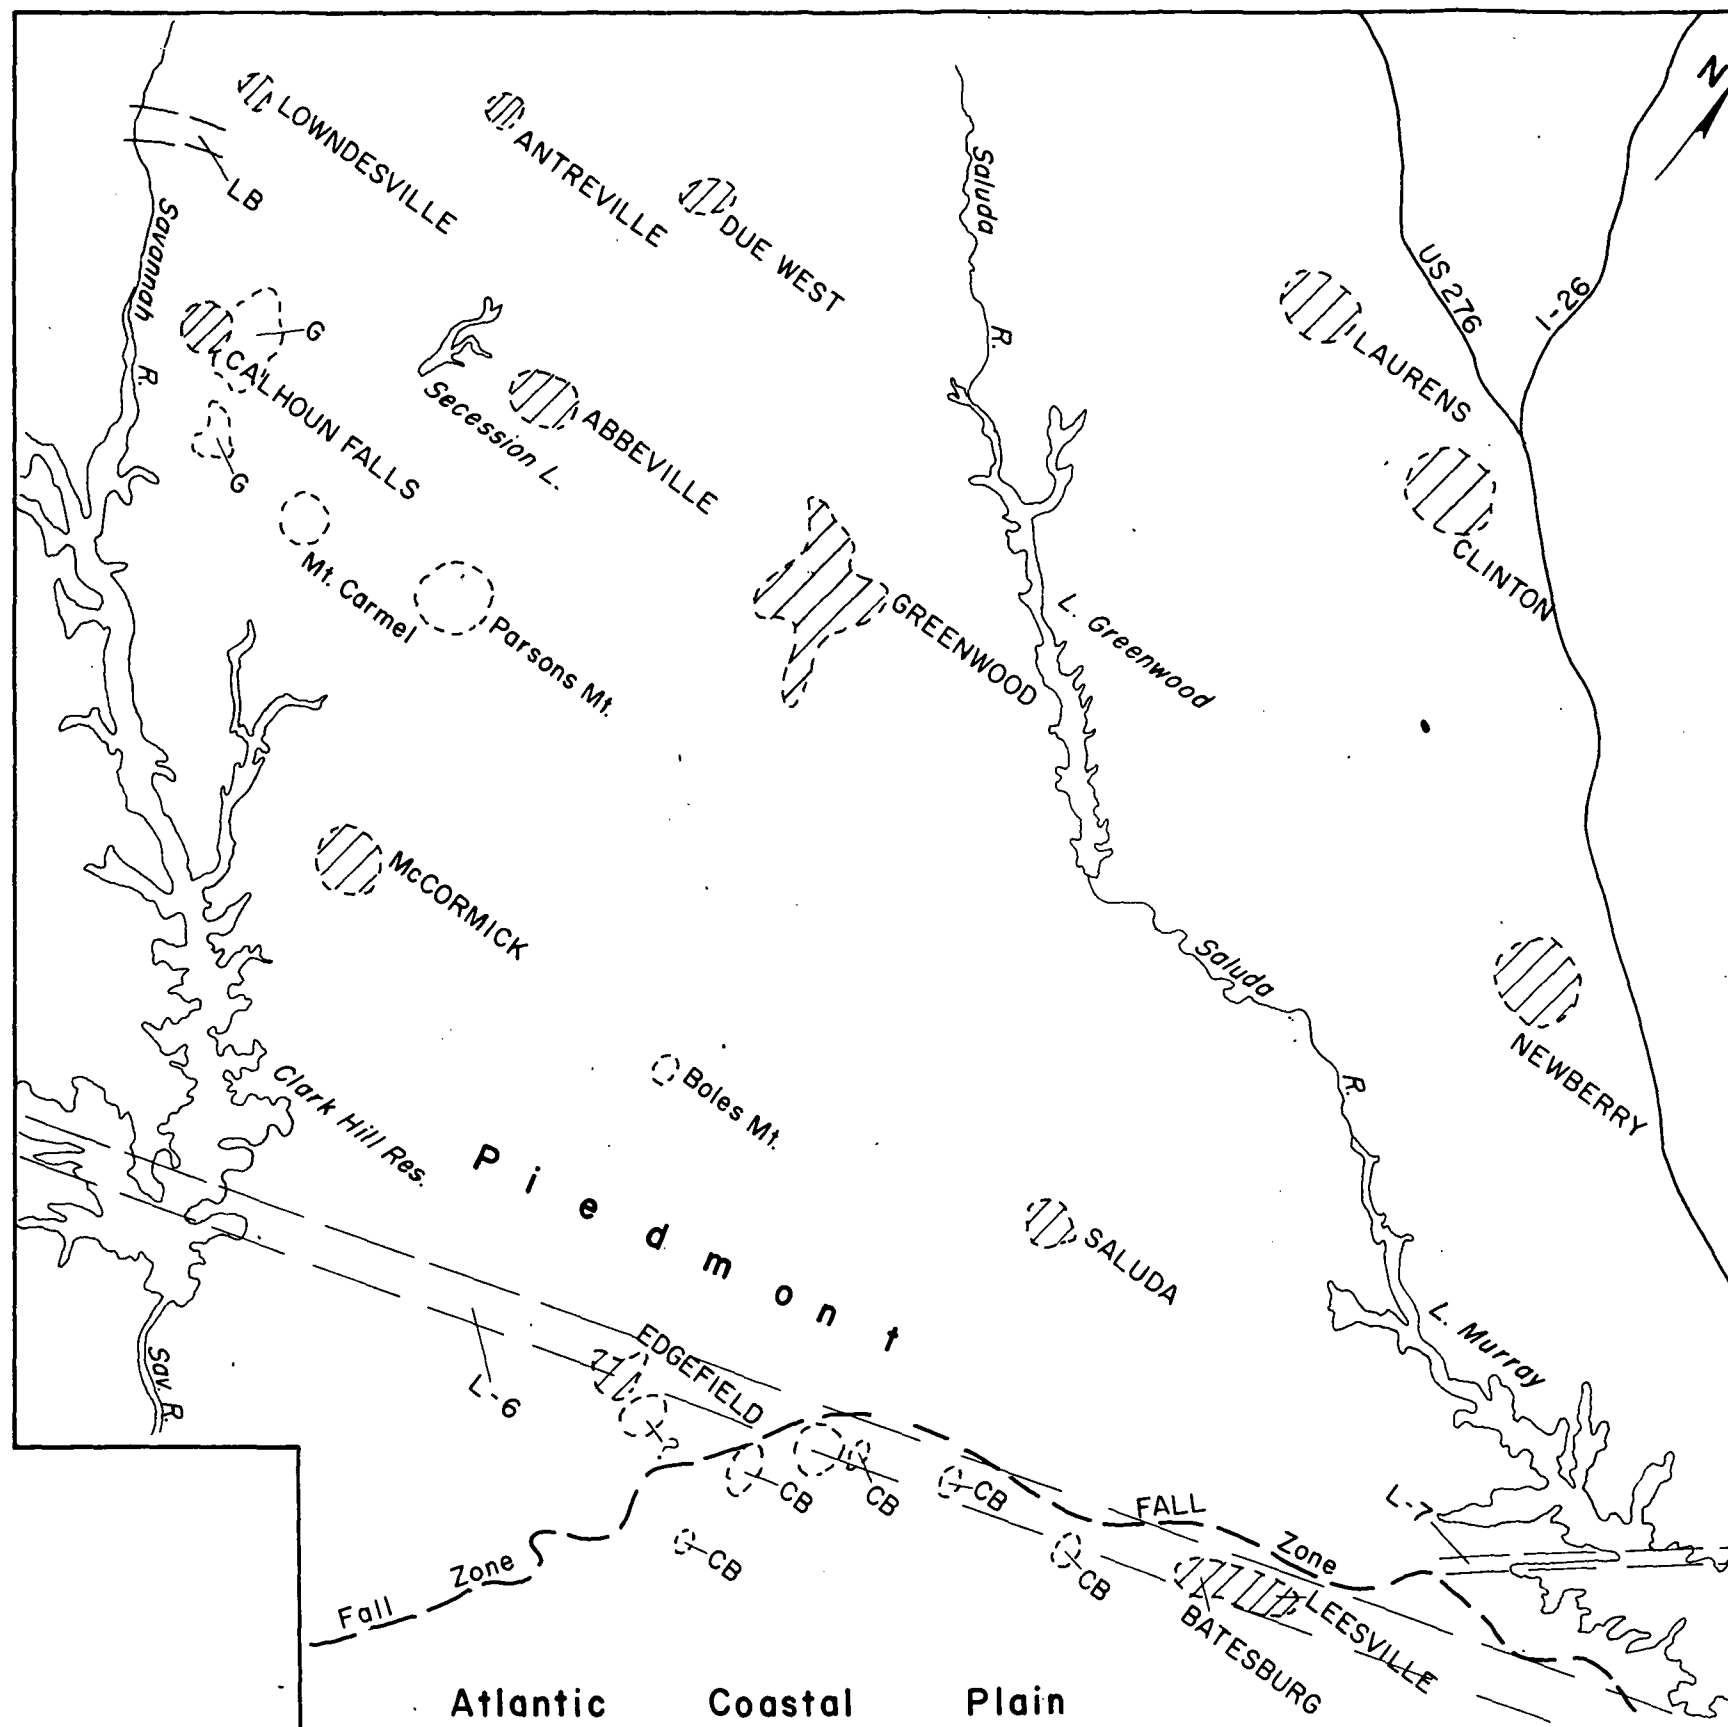 N
LOWNDESVILLE
ANTREVILLE
DUE WEST
LB
Savannah
R.
Saluda
R.
US 276
I-26
LAURENS
G
CALHOUN FALLS
G
Secession L.
ABBEVILLE
CLINTON
Mt. Carmel
Parsons Mt.
GREENWOOD
L. Greenwood
McCORMICK
Saluda
R.
NEWBERRY
Clark Hill Res.
Boles Mt.
Piedmont
SALUDA
L. Murray
L-6
EDGEFIELD
Sav. R.
?
CB
CB
CB
CB
CB
FALL
Zone
L-7
Fall
Zone
BATESBURG
LEESVILLE
Atlantic Coastal Plain